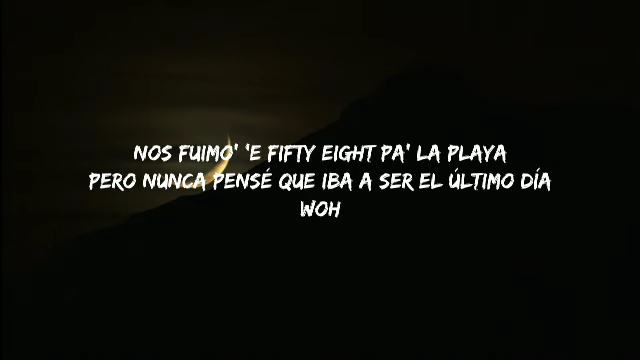 NOS FUIMO' 'E FIFTY EIGHT PA' LA PLAYA
PERO NUNCA PENSÉ QUE IBA A SER EL ÚLTIMO DÍA
WOH